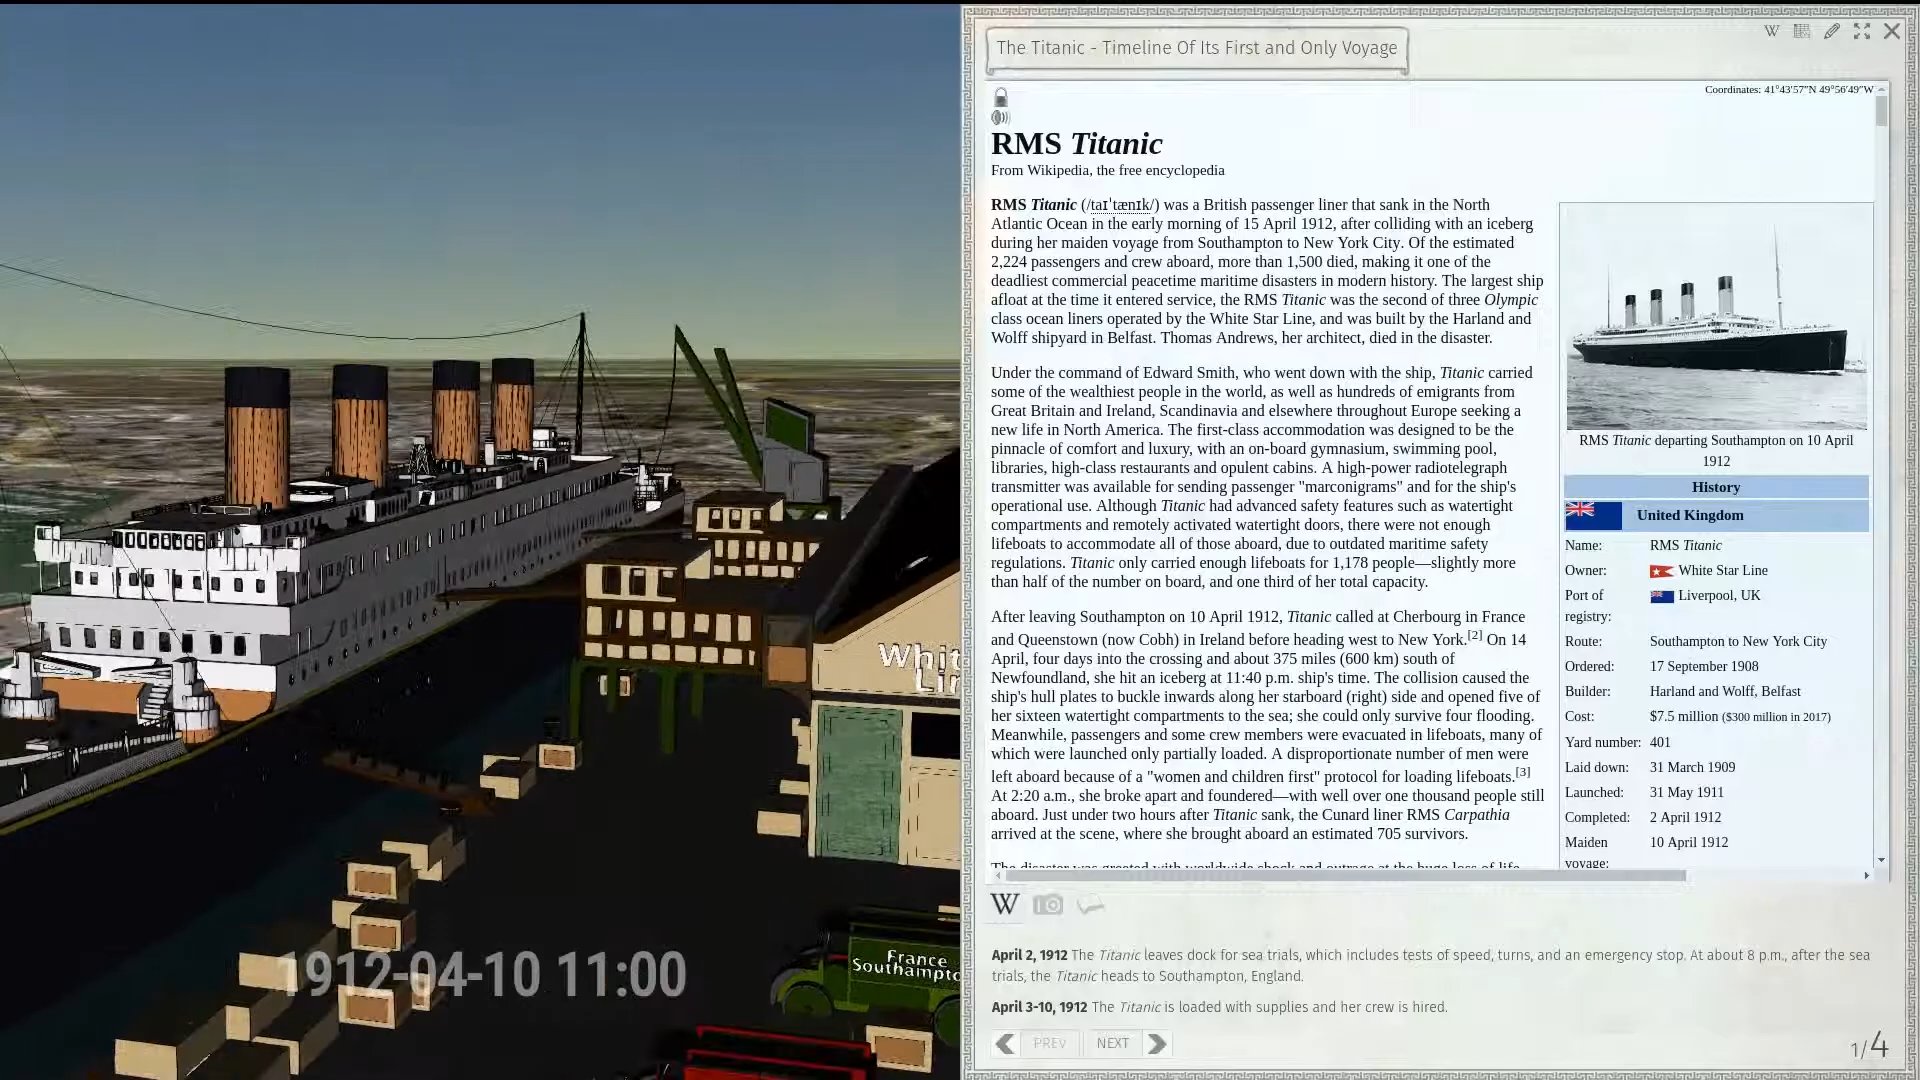 The Titanic - Timeline Of Its First and Only Voyage
W
Coordinates: 41°43′57″N 49°56′49″W
RMS Titanic
From Wikipedia, the free encyclopedia
RMS Titanic (/taɪˈtænɪk/) was a British passenger liner that sank in the North
Atlantic Ocean in the early morning of 15 April 1912, after colliding with an iceberg
during her maiden voyage from Southampton to New York City. Of the estimated
2,224 passengers and crew aboard, more than 1,500 died, making it one of the
deadliest commercial peacetime maritime disasters in modern history. The largest ship
afloat at the time it entered service, the RMS Titanic was the second of three Olympic
class ocean liners operated by the White Star Line, and was built by the Harland and
Wolff shipyard in Belfast. Thomas Andrews, her architect, died in the disaster.
Under the command of Edward Smith, who went down with the ship, Titanic carried
some of the wealthiest people in the world, as well as hundreds of emigrants from
Great Britain and Ireland, Scandinavia and elsewhere throughout Europe seeking a
new life in North America. The first-class accommodation was designed to be the
pinnacle of comfort and luxury, with an on-board gymnasium, swimming pool,
libraries, high-class restaurants and opulent cabins. A high-power radiotelegraph
transmitter was available for sending passenger "marconigrams" and for the ship's
operational use. Although Titanic had advanced safety features such as watertight
compartments and remotely activated watertight doors, there were not enough
lifeboats to accommodate all of those aboard, due to outdated maritime safety
regulations. Titanic only carried enough lifeboats for 1,178 people—slightly more
than half of the number on board, and one third of her total capacity.
After leaving Southampton on 10 April 1912, Titanic called at Cherbourg in France
and Queenstown (now Cobh) in Ireland before heading west to New York.[2] On 14
April, four days into the crossing and about 375 miles (600 km) south of
Newfoundland, she hit an iceberg at 11:40 p.m. ship's time. The collision caused the
ship's hull plates to buckle inwards along her starboard (right) side and opened five of
her sixteen watertight compartments to the sea; she could only survive four flooding.
Meanwhile, passengers and some crew members were evacuated in lifeboats, many of
which were launched only partially loaded. A disproportionate number of men were
left aboard because of a "women and children first" protocol for loading lifeboats.[3]
At 2:20 a.m., she broke apart and foundered—with well over one thousand people still
aboard. Just under two hours after Titanic sank, the Cunard liner RMS Carpathia
arrived at the scene, where she brought aboard an estimated 705 survivors.
The disaster was greeted with worldwide shock and outrage at the huge loss of life
RMS Titanic departing Southampton on 10 April
1912
History
United Kingdom
Name: RMS Titanic
Owner: White Star Line
Port of Liverpool, UK
registry:
Route: Southampton to New York City
Ordered: 17 September 1908
Builder: Harland and Wolff, Belfast
Cost: $7.5 million ($300 million in 2017)
Yard number: 401
Laid down: 31 March 1909
Launched: 31 May 1911
Completed: 2 April 1912
Maiden 10 April 1912
voyage:
W
April 2, 1912 The Titanic leaves dock for sea trials, which includes tests of speed, turns, and an emergency stop. At about 8 p.m., after the sea
trials, the Titanic heads to Southampton, England.
April 3-10, 1912 The Titanic is loaded with supplies and her crew is hired.
PREV NEXT
1/4
Whit
Lin
France
Southampto
1912-04-10 11:00